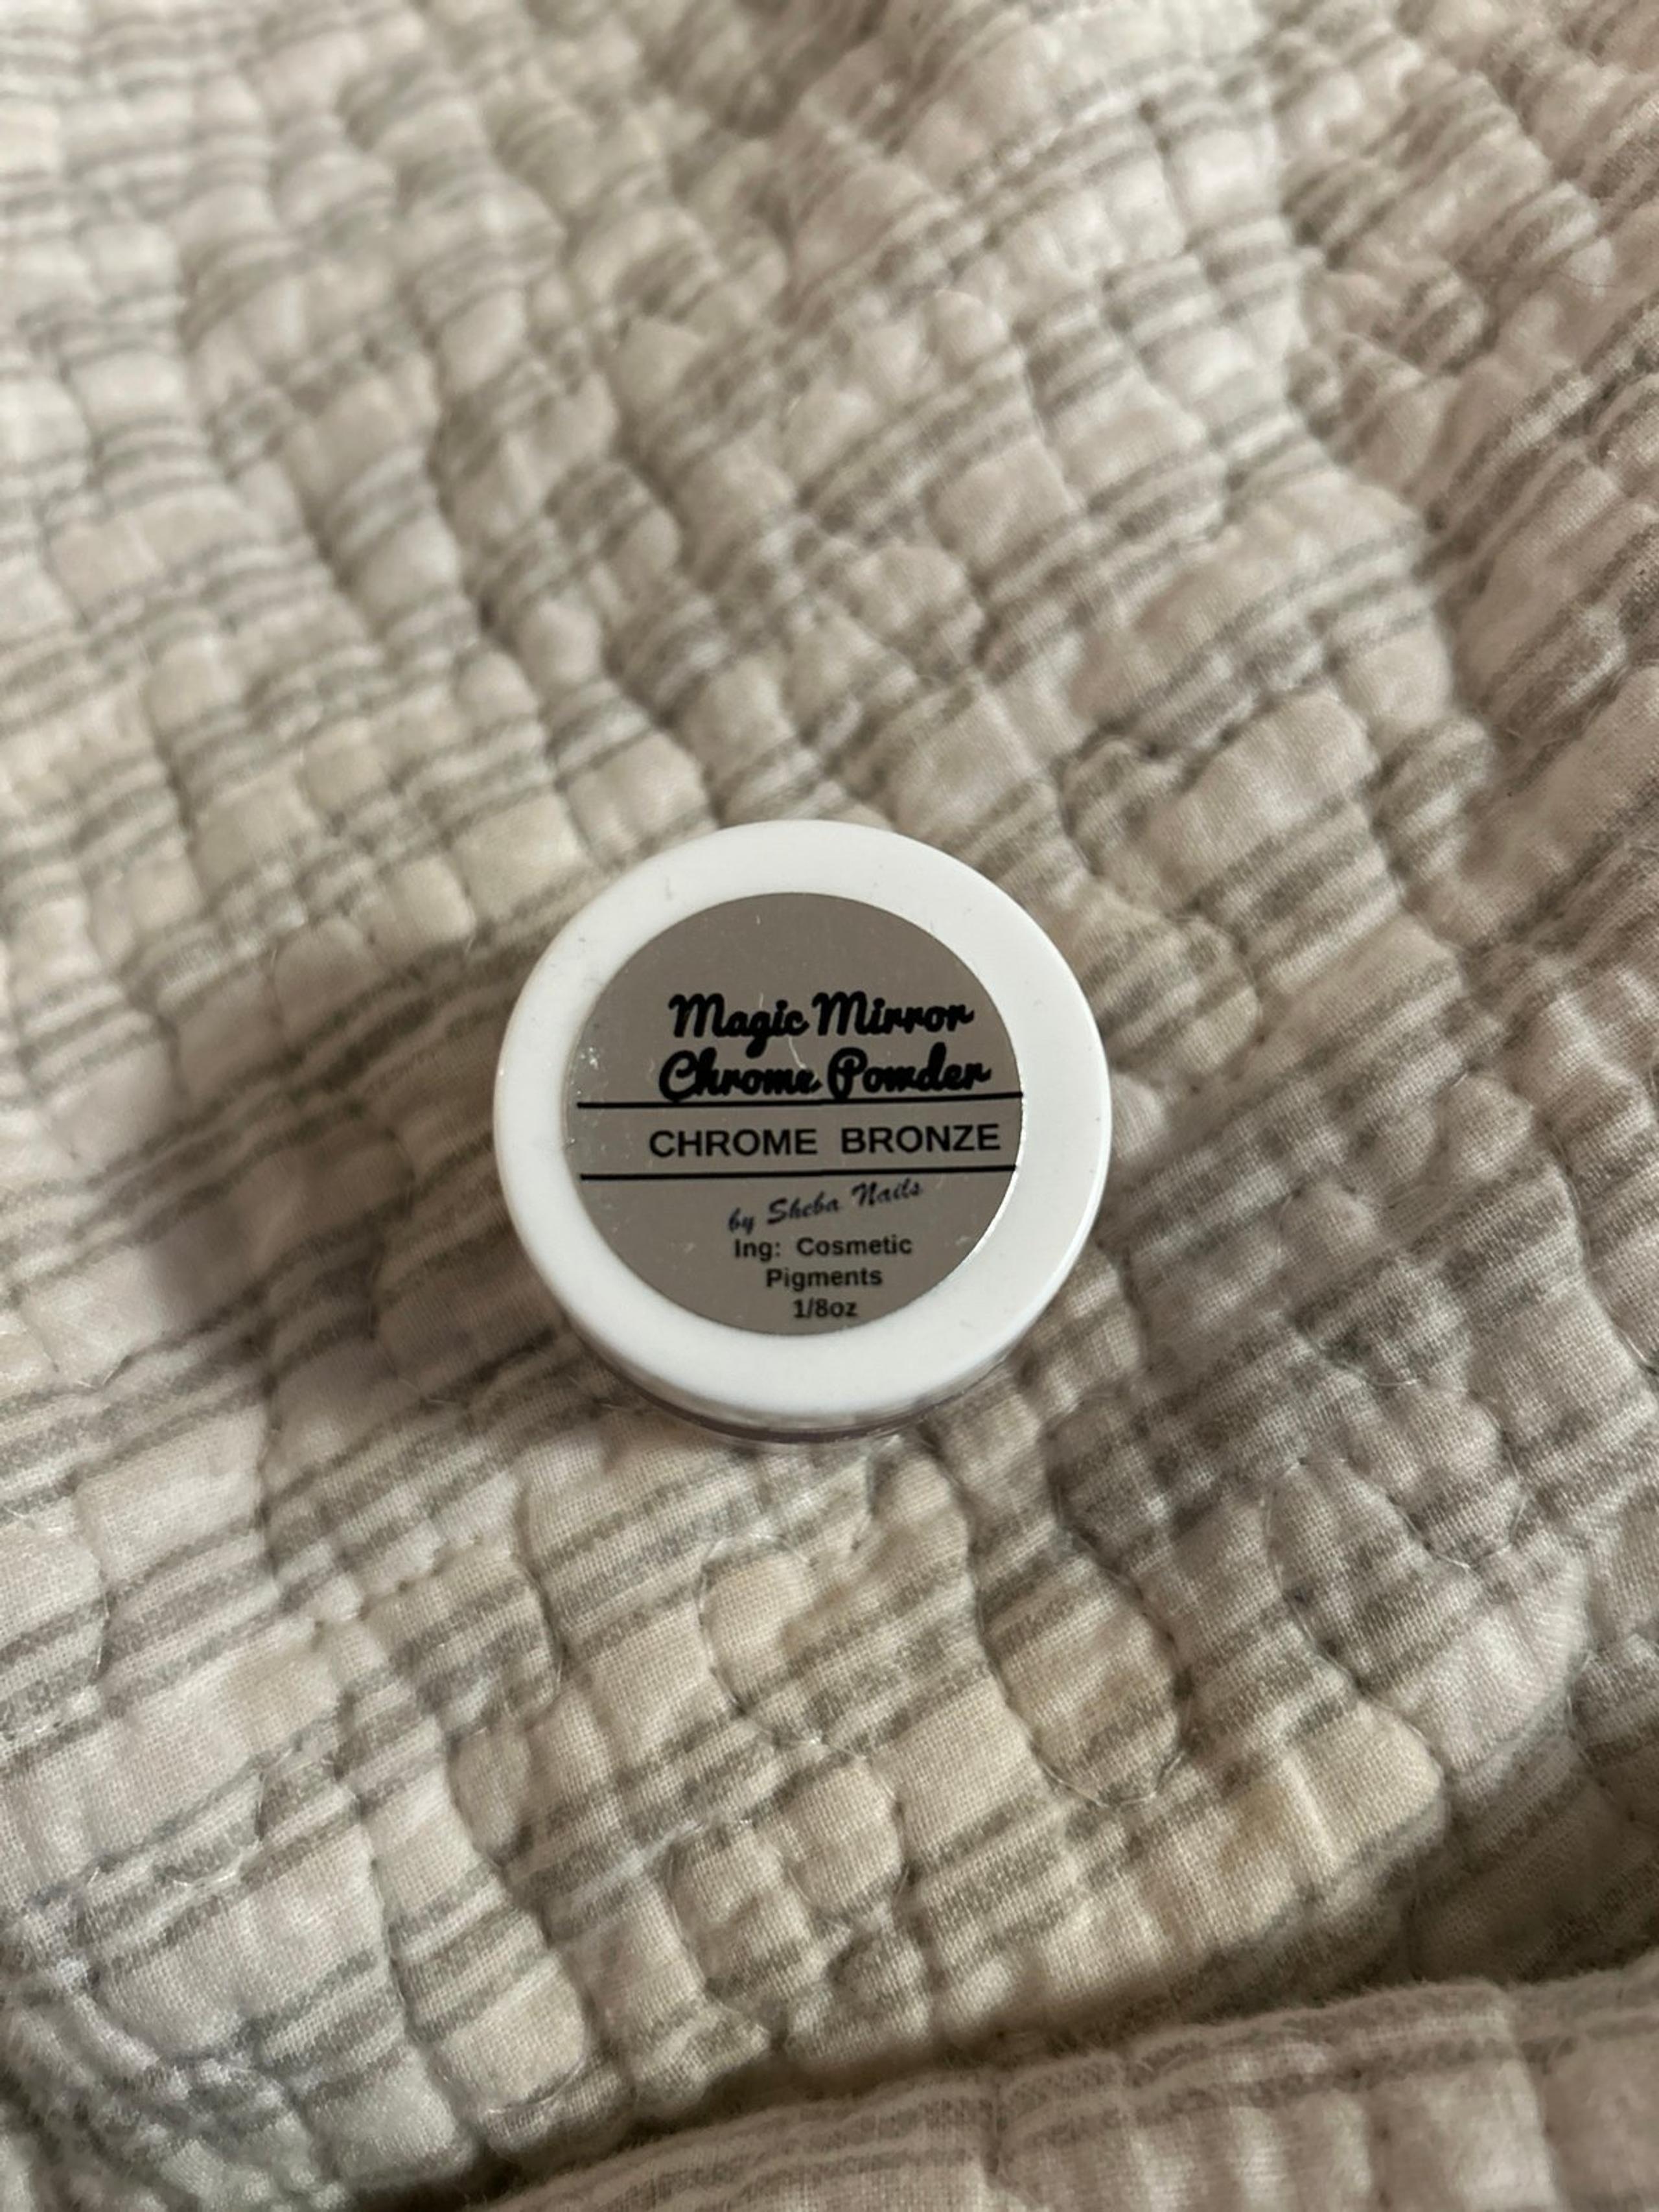 Magic Mirror
Chrome Powder
CHROME BRONZE
by Sheba Nails
Ing: Cosmetic
Pigments
1/8oz